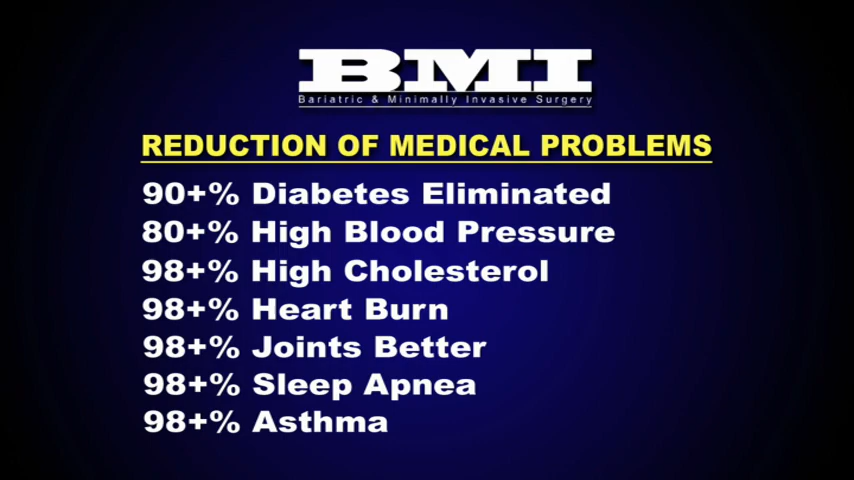 BMI
Bariatric & Minimally Invasive Surgery
REDUCTION OF MEDICAL PROBLEMS
90+% Diabetes Eliminated
80+% High Blood Pressure
98+% High Cholesterol
98+% Heart Burn
98+% Joints Better
98+% Sleep Apnea
98+% Asthma